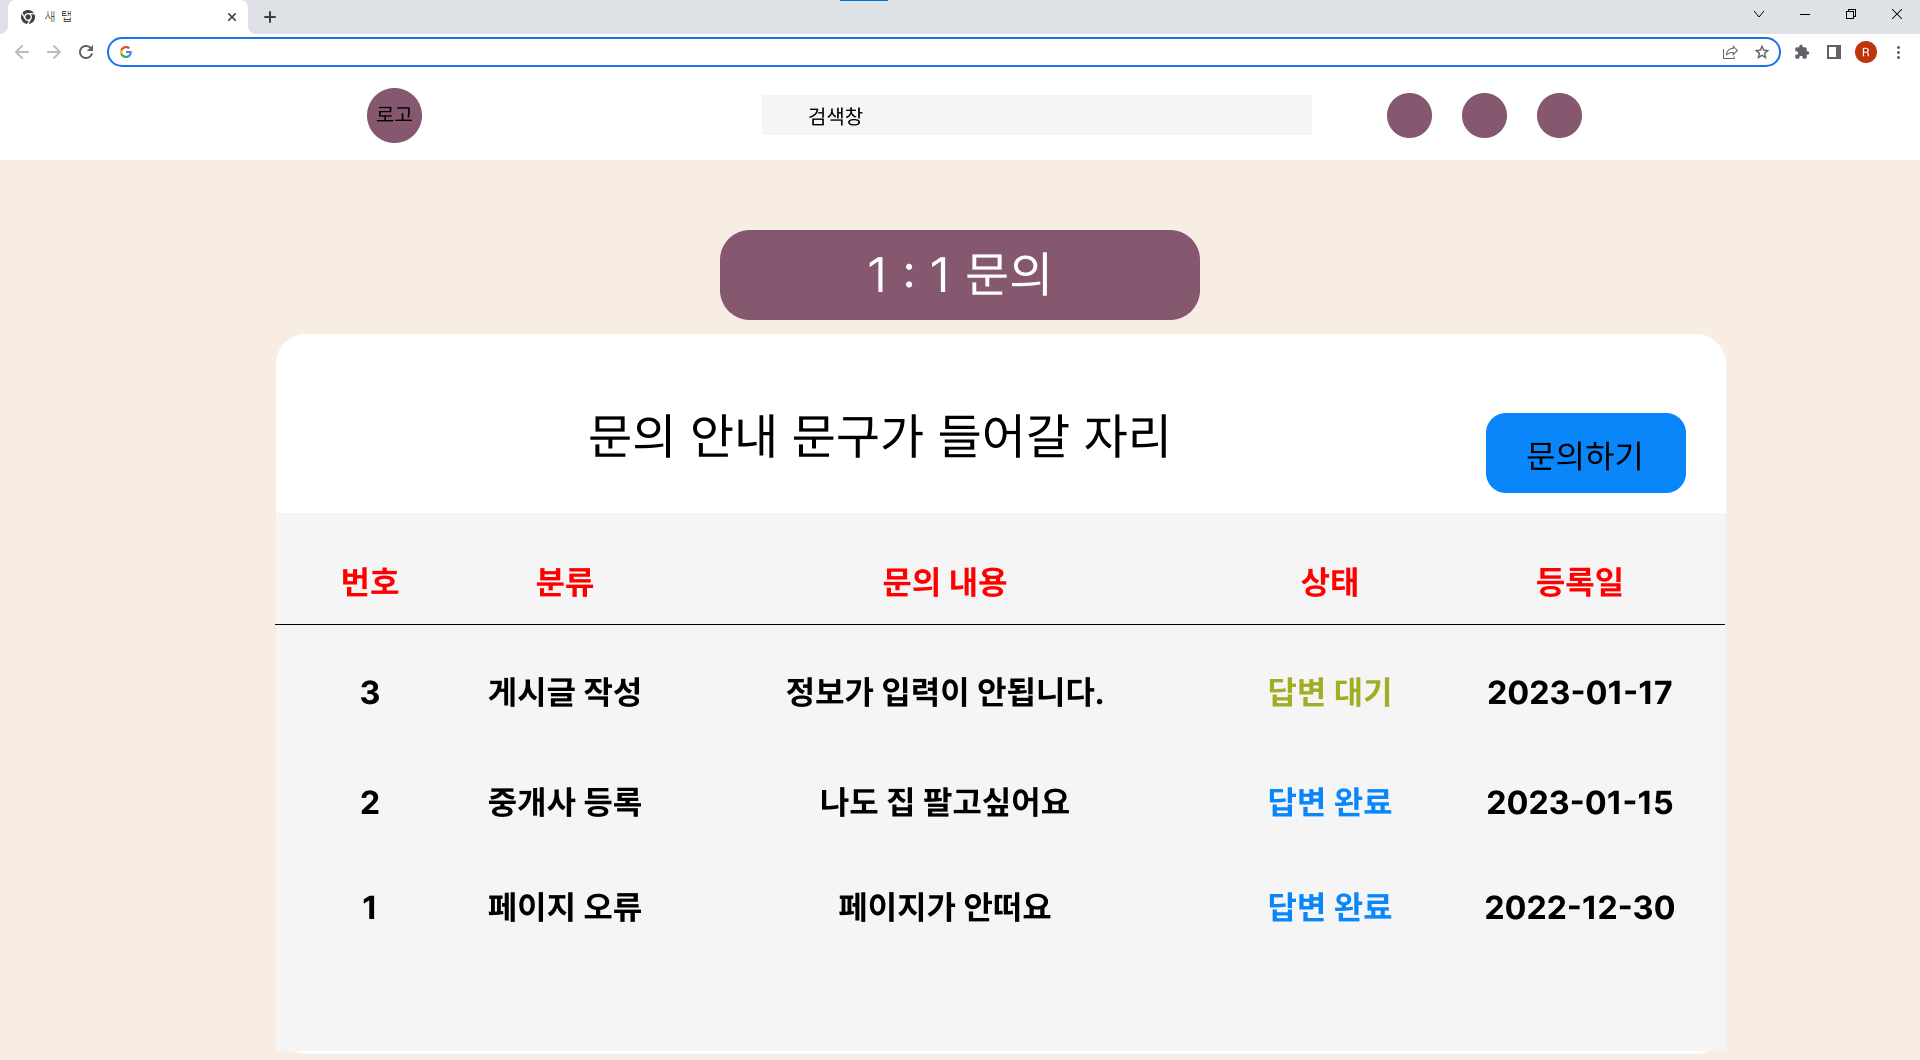 새 탭
R
로고
검색창
1 : 1 문의
문의 안내 문구가 들어갈 자리
문의하기
번호 분류 문의 내용 상태 등록일
3 게시글 작성 정보가 입력이 안됩니다. 답변 대기 2023-01-17
2 중개사 등록 나도 집 팔고싶어요 답변 완료 2023-01-15
1 페이지 오류 페이지가 안떠요 답변 완료 2022-12-30